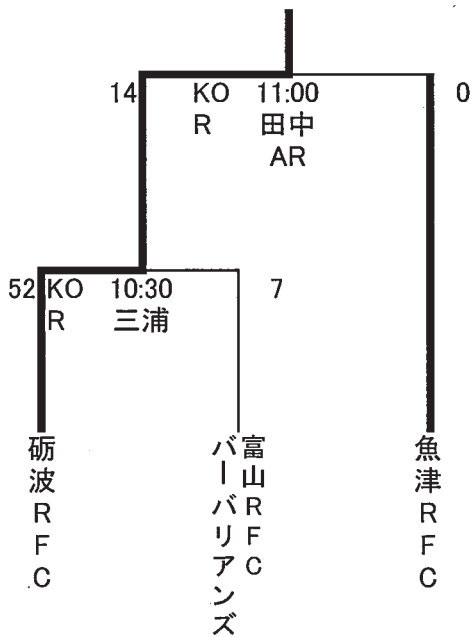 14 KO 11:00 0
R 田中
AR
52 KO 10:30 7
R 三浦
砺波RFC
富山RFC
バーバリアンズ
魚津RFC